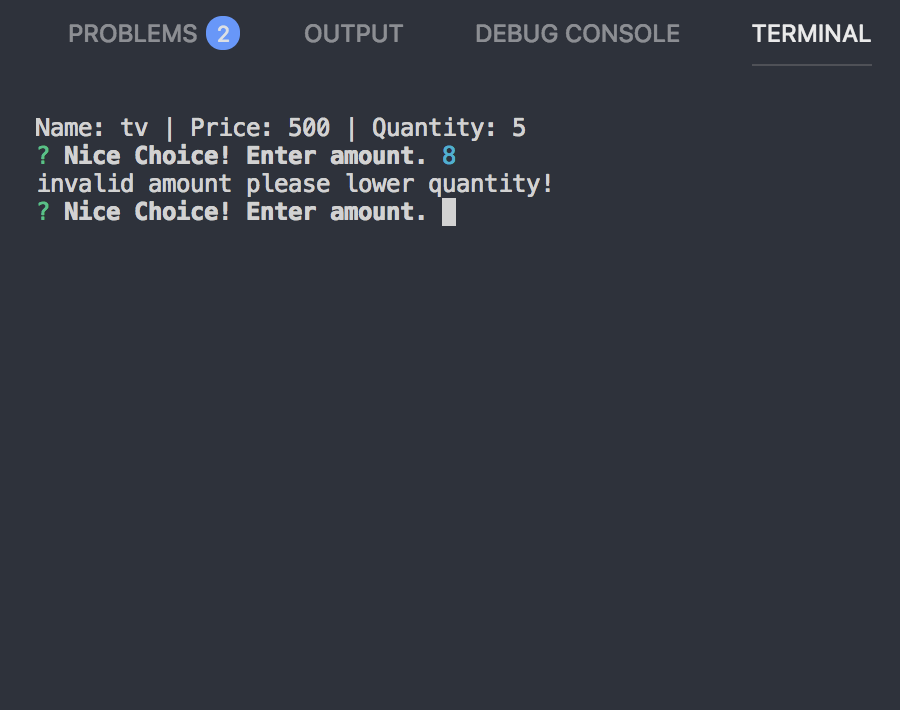 PROBLEMS 2 OUTPUT DEBUG CONSOLE TERMINAL
Name: tv | Price: 500 | Quantity: 5
? Nice Choice! Enter amount. 8
invalid amount please lower quantity!
? Nice Choice! Enter amount.